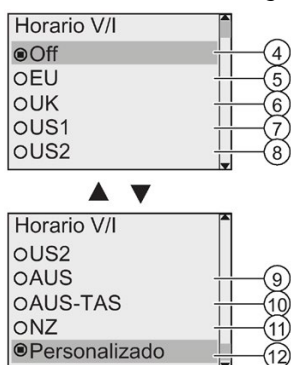 Horario V/I
Off
4
EU
5
UK
6
US1
7
US2
8
Horario V/I
US2
AUS
9
AUS-TAS
10
NZ
11
Personalizado
12